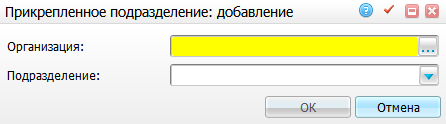 Прикрепленное подразделение: добавление
Организация:
...
Подразделение:
ОК Отмена